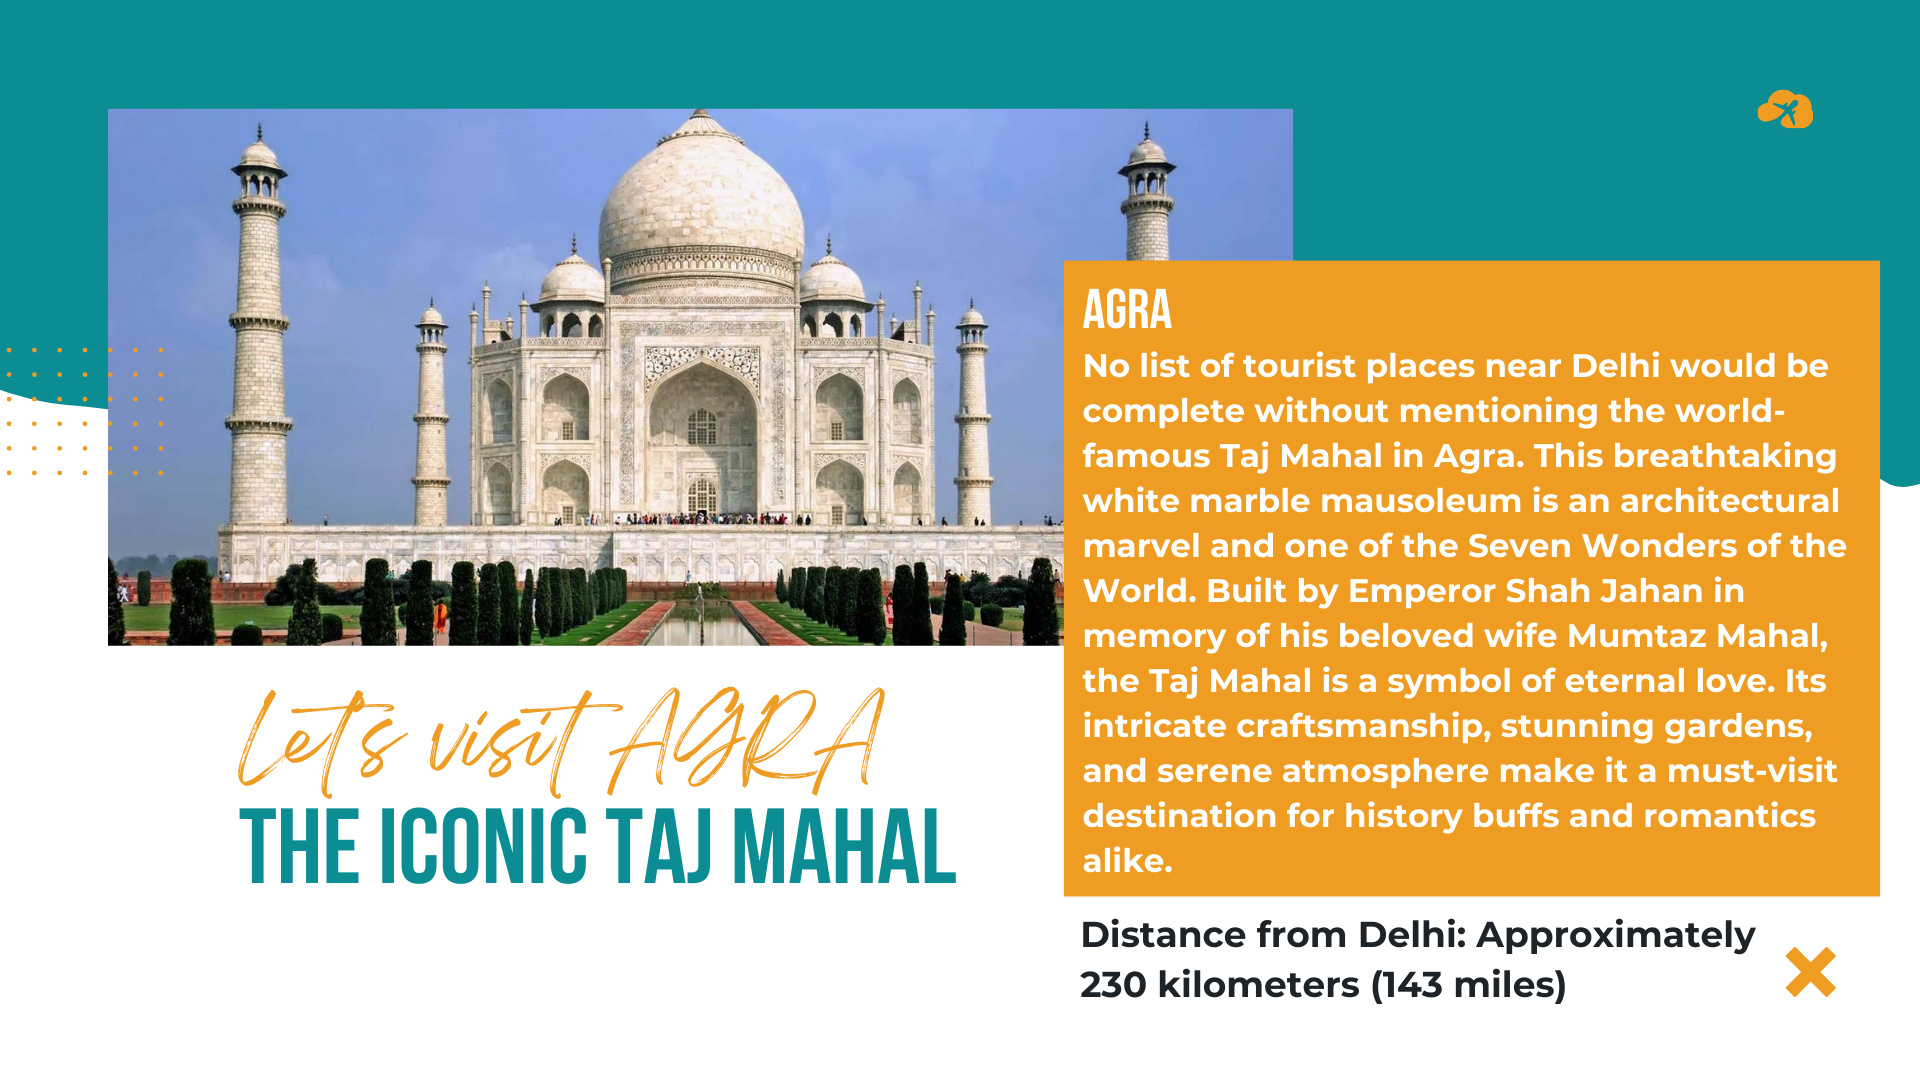 AGRA
No list of tourist places near Delhi would be
complete without mentioning the world-
famous Taj Mahal in Agra. This breathtaking
white marble mausoleum is an architectural
marvel and one of the Seven Wonders of the
World. Built by Emperor Shah Jahan in
memory of his beloved wife Mumtaz Mahal,
the Taj Mahal is a symbol of eternal love. Its
intricate craftsmanship, stunning gardens,
and serene atmosphere make it a must-visit
destination for history buffs and romantics
alike.
Let's visit AGRA
THE ICONIC TAJ MAHAL
Distance from Delhi: Approximately
230 kilometers (143 miles)